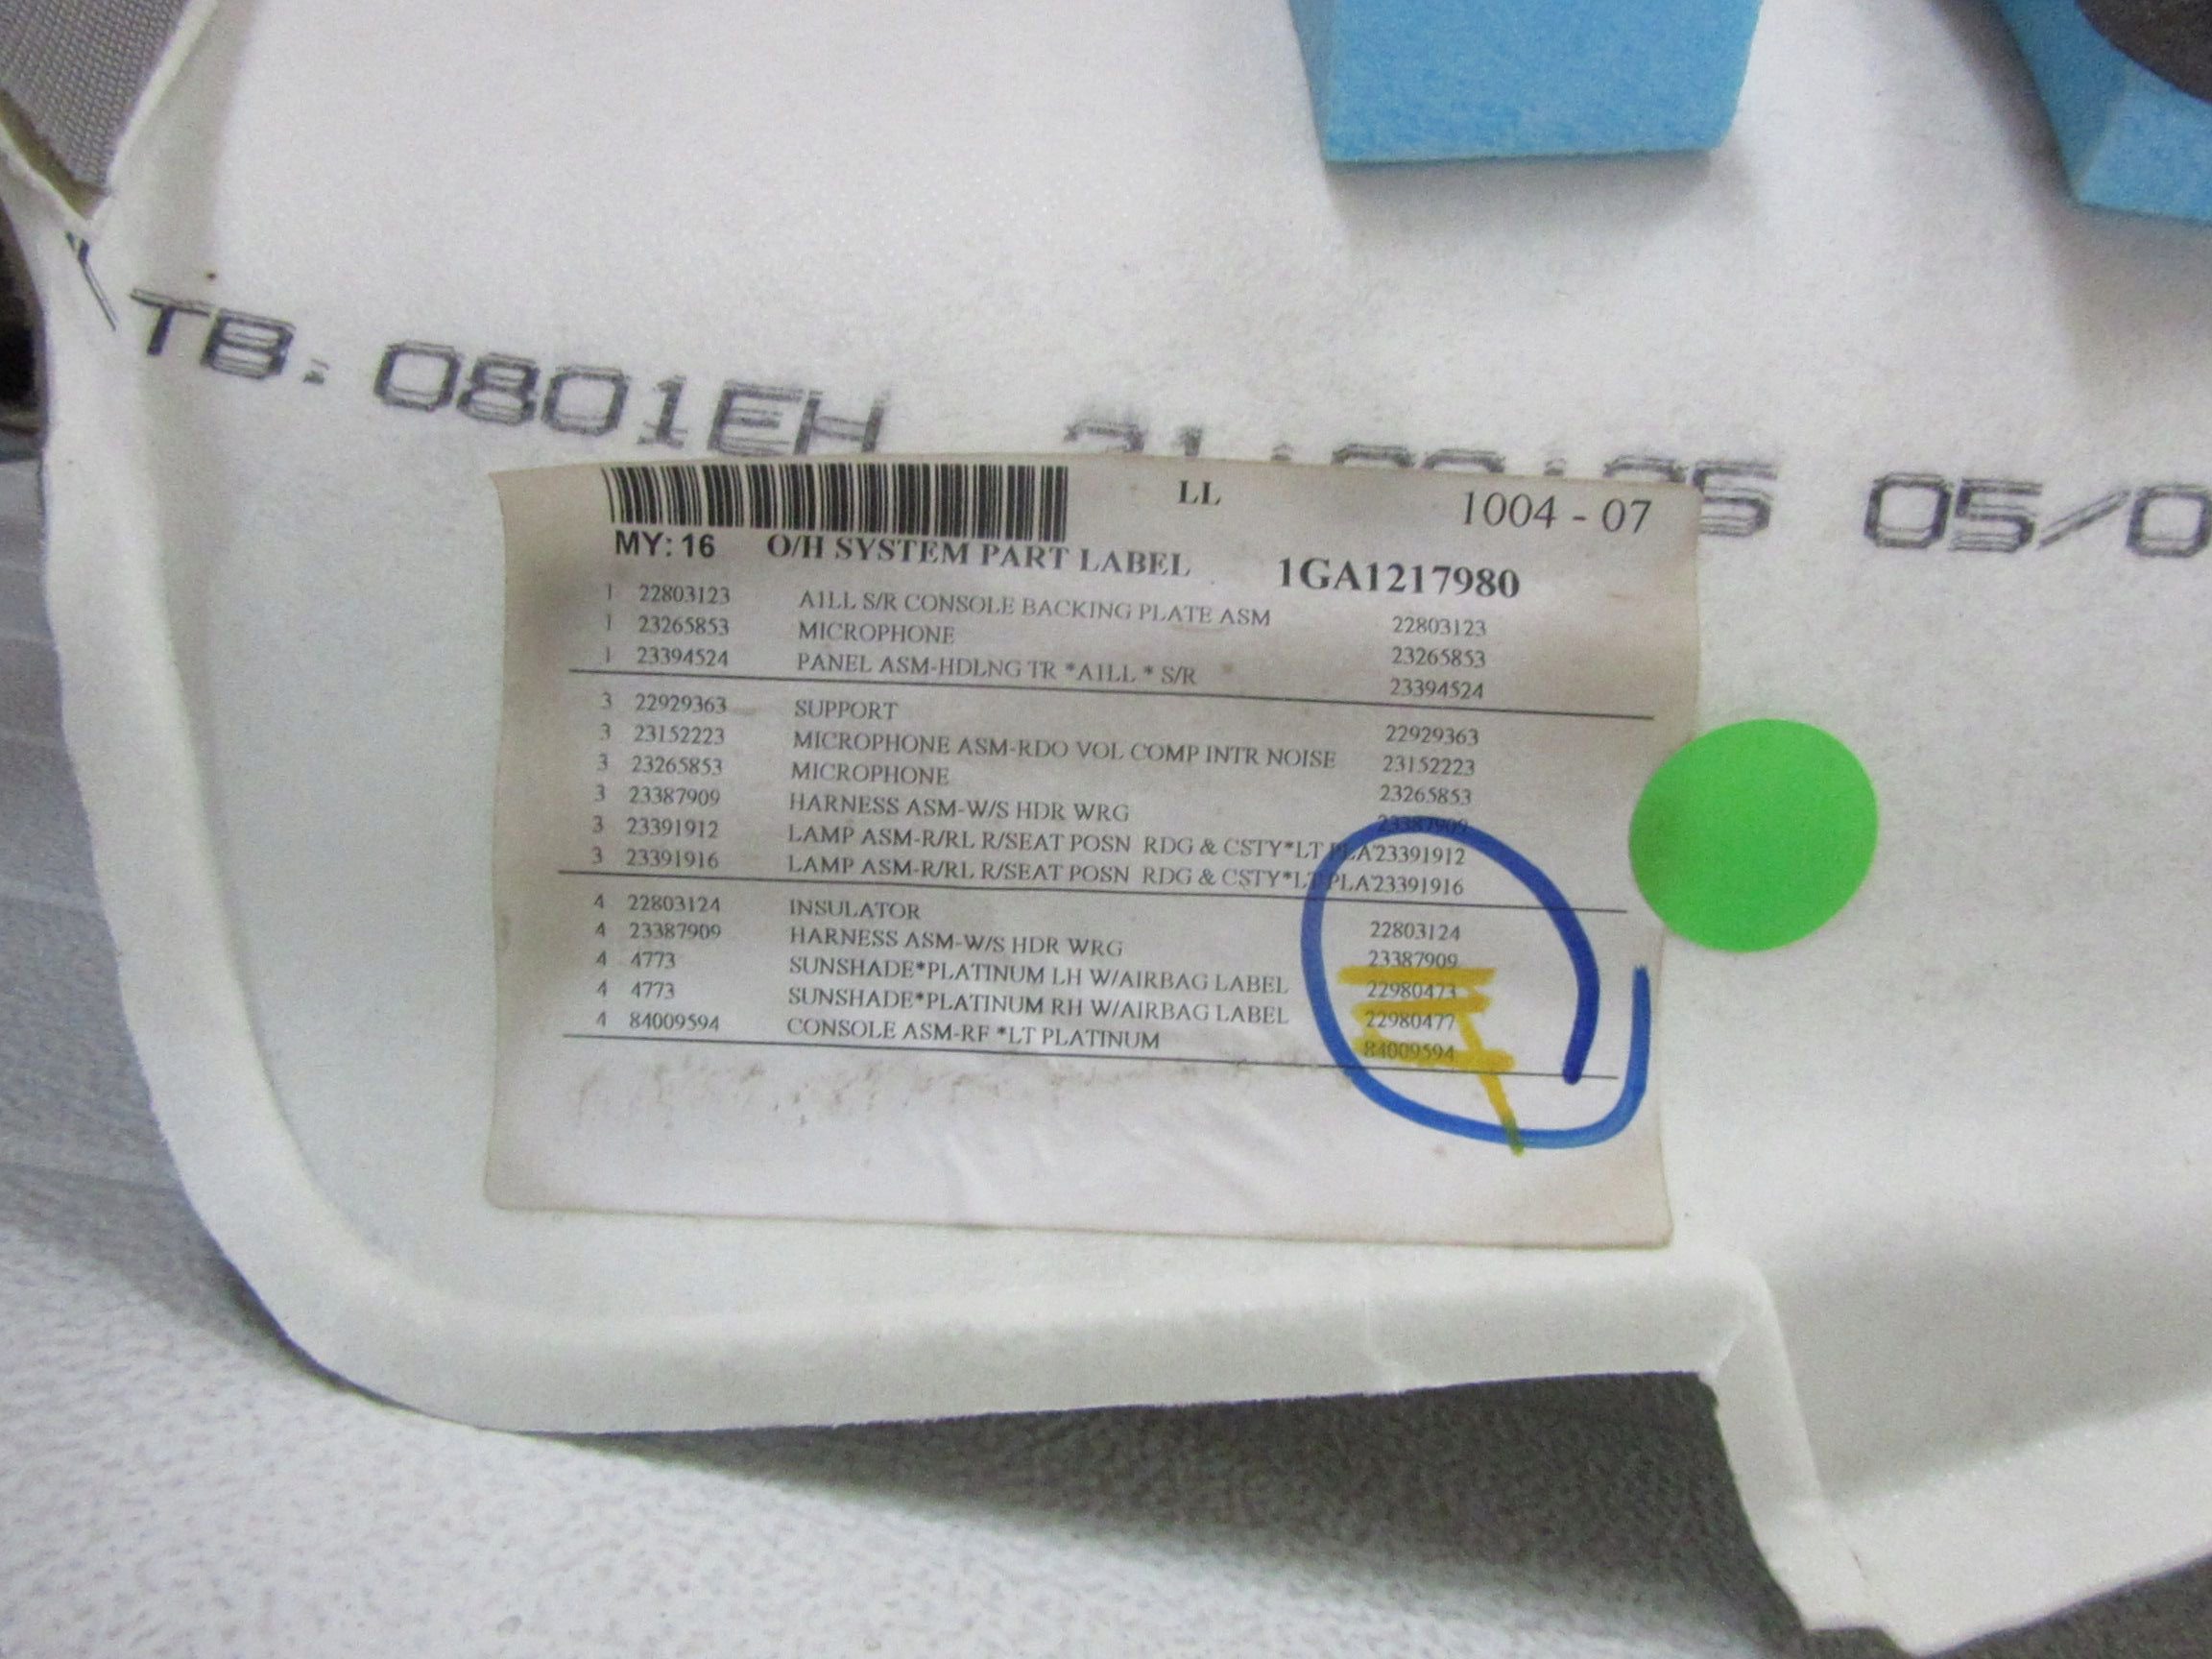 TB. 0801EH 05/0
LL 1004 - 07
MY: 16 O/H SYSTEM PART LABEL 1GA1217980
1 22803123 A1LL S/R CONSOLE BACKING PLATE ASM 22803123
1 23265853 MICROPHONE 23265853
1 23394524 PANEL ASM-HDLNG TR *A1LL * S/R 23394524
3 22929363 SUPPORT 22929363
3 23152223 MICROPHONE ASM-RDO VOL COMP INTR NOISE 23152223
3 23265853 MICROPHONE 23265853
3 23387909 HARNESS ASM-W/S HDR WRG 23387909
3 23391912 LAMP ASM-R/RL R/SEAT POSN RDG & CSTY*LT PLA 23391912
3 23391916 LAMP ASM-R/RL R/SEAT POSN RDG & CSTY*LT PLA 23391916
4 22803124 INSULATOR 22803124
4 23387909 HARNESS ASM-W/S HDR WRG 23387909
4 4773 SUNSHADE*PLATINUM LH W/AIRBAG LABEL 22980473
4 4773 SUNSHADE*PLATINUM RH W/AIRBAG LABEL 22980477
4 84009594 CONSOLE ASM-RF *LT PLATINUM 84009594